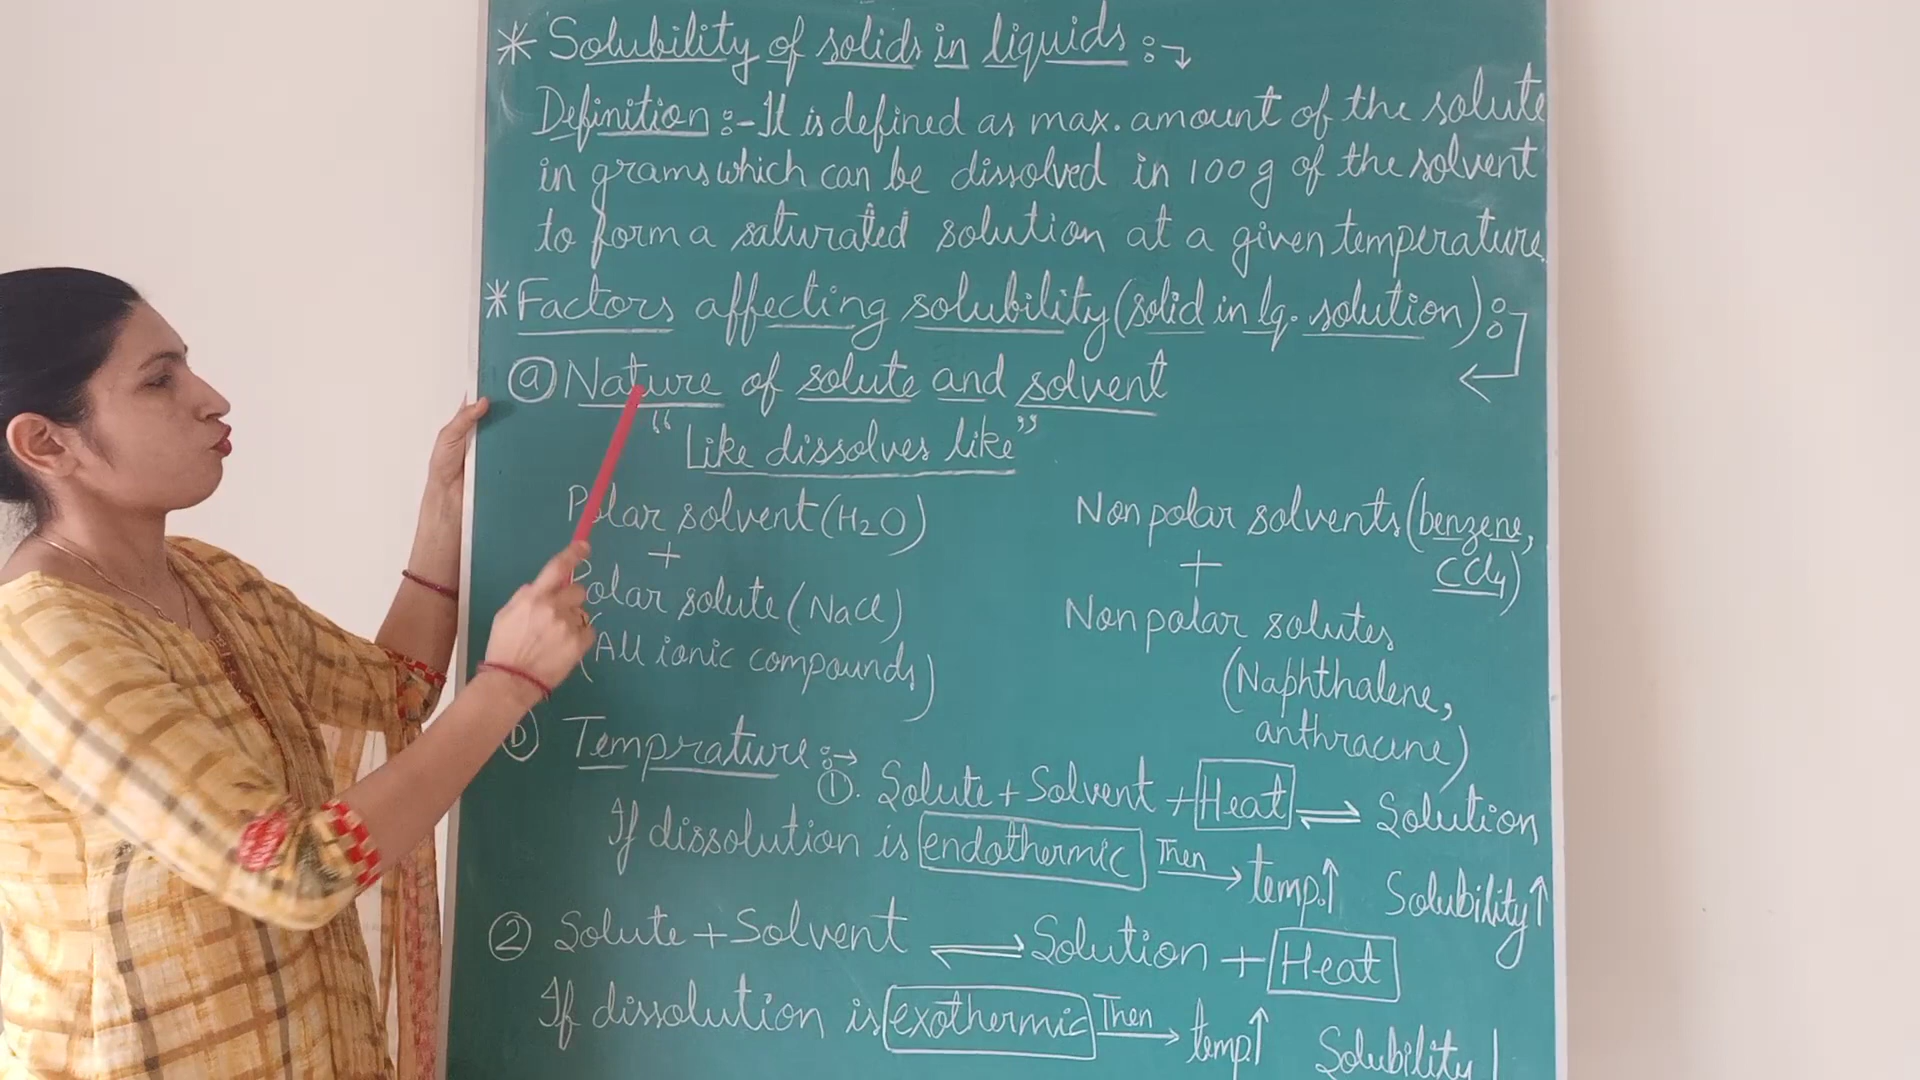 * Solubility of solids in liquids :↴
Definition :- It is defined as max. amount of the solute
in grams which can be dissolved in 100g of the solvent
to form a saturated solution at a given temperature.
* Factors affecting solubility (solid in lq. solution) :
ⓐ Nature of solute and solvent
"Like dissolves like"
Polar solvent (H₂O)
+
Polar solute (NaCl)
(All ionic compounds)
Non polar solvents (benzene,
CCl₄)
+
Non polar solutes
(Naphthalene,
anthracene)
ⓑ Temprature :→
①. Solute + Solvent + Heat ⇌ Solution
If dissolution is endothermic Then → temp.↑ Solubility↑
② Solute + Solvent ⇌ Solution + Heat
If dissolution is exothermic Then → temp.↑ Solubility